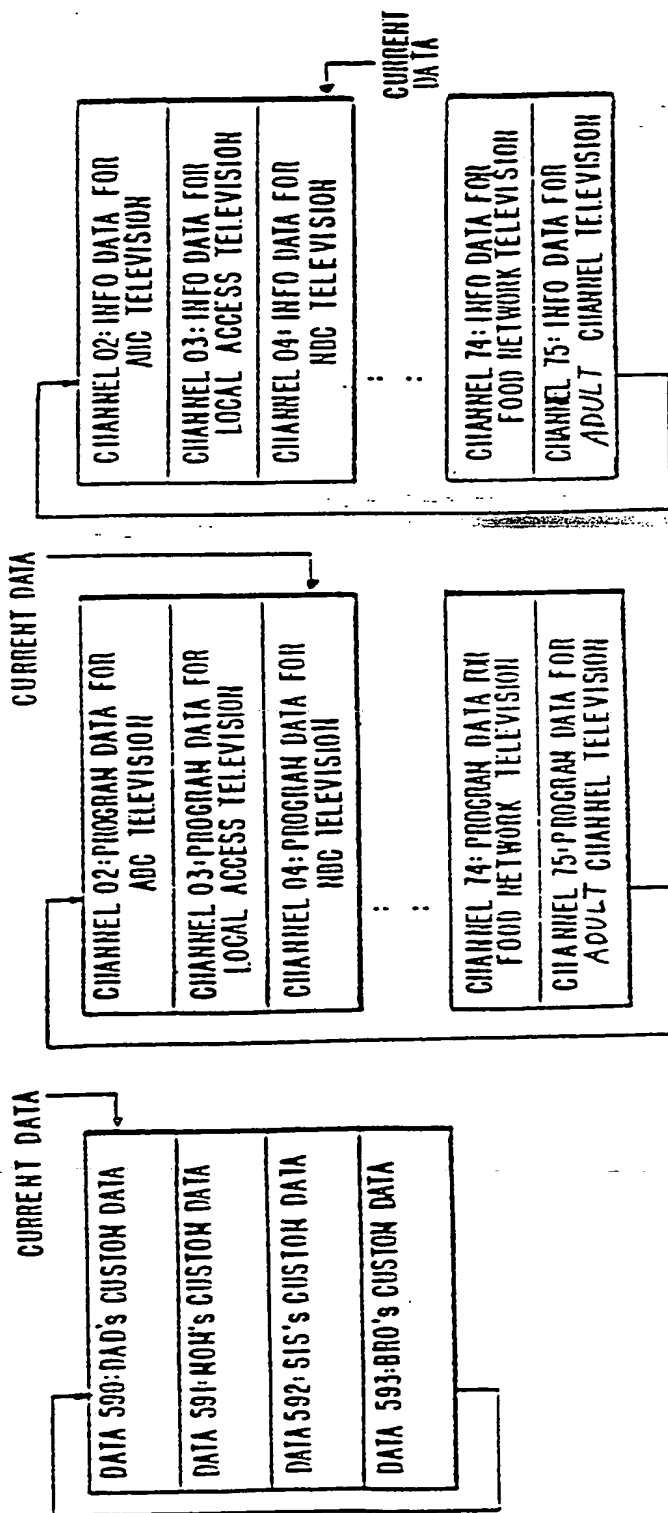 CURRENT DATA
DATA 590:DAD's CUSTOM DATA
DATA 591:MOM's CUSTOM DATA
DATA 592: SIS's CUSTOM DATA
DATA 593:BRO's CUSTOM DATA
CURRENT DATA
CHANNEL 02:PROGRAM DATA FOR
ABC TELEVISION
CHANNEL 03:PROGRAM DATA FOR
LOCAL ACCESS TELEVISION
CHANNEL 04:PROGRAM DATA FOR
NBC TELEVISION
CHANNEL 74: PROGRAM DATA FOR
FOOD NETWORK TELEVISION
CHANNEL 75:PROGRAM DATA FOR
ADULT CHANNEL TELEVISION
CHANNEL 02: INFO DATA FOR
ABC TELEVISION
CHANNEL 03: INFO DATA FOR
LOCAL ACCESS TELEVISION
CHANNEL 04: INFO DATA FOR
NBC TELEVISION
CURRENT
DATA
CHANNEL 74: INFO DATA FOR
FOOD NETWORK TELEVISION
CHANNEL 75: INFO DATA FOR
ADULT CHANNEL TELEVISION